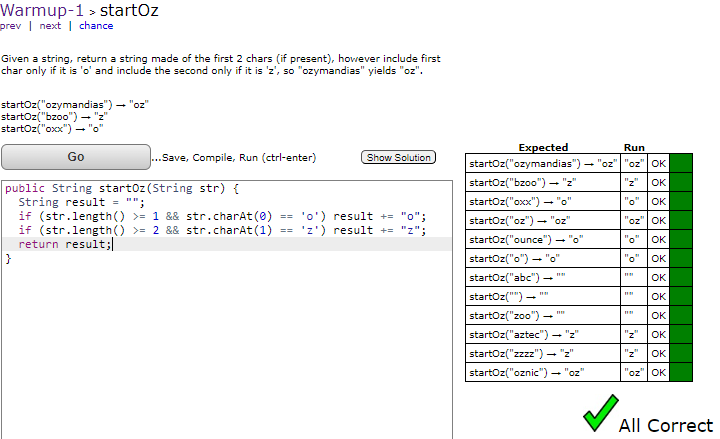 Warmup-1 > startOz
prev | next | chance
Given a string, return a string made of the first 2 chars (if present), however include first
char only if it is 'o' and include the second only if it is 'z', so "ozymandias" yields "oz".
startOz("ozymandias") → "oz"
startOz("bzoo") → "z"
startOz("oxx") → "o"
Go
...Save, Compile, Run (ctrl-enter)
Show Solution
public String startOz(String str) {
  String result = "";
  if (str.length() >= 1 && str.charAt(0) == 'o') result += "o";
  if (str.length() >= 2 && str.charAt(1) == 'z') result += "z";
  return result;
}
Expected Run
startOz("ozymandias") → "oz" "oz" OK
startOz("bzoo") → "z" "z" OK
startOz("oxx") → "o" "o" OK
startOz("oz") → "oz" "oz" OK
startOz("ounce") → "o" "o" OK
startOz("o") → "o" "o" OK
startOz("abc") → "" "" OK
startOz("") → "" "" OK
startOz("zoo") → "" "" OK
startOz("aztec") → "z" "z" OK
startOz("zzzz") → "z" "z" OK
startOz("oznic") → "oz" "oz" OK
All Correct